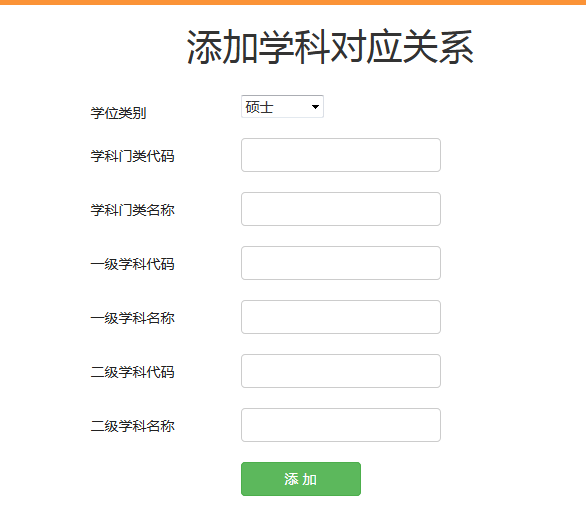 添加学科对应关系
学位类别 硕士
学科门类代码
学科门类名称
一级学科代码
一级学科名称
二级学科代码
二级学科名称
添 加